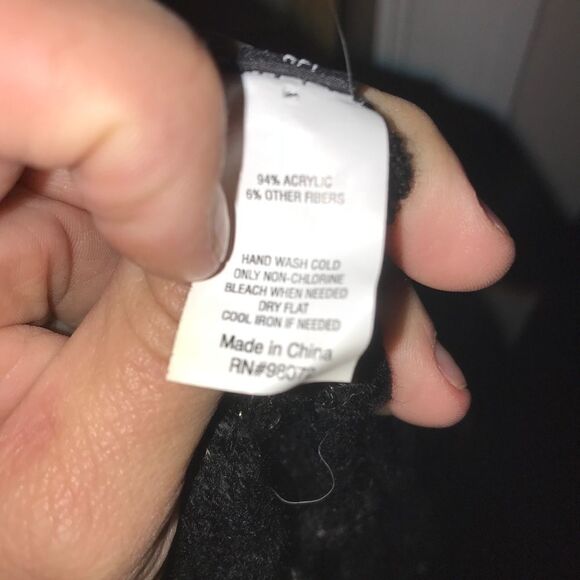 94% ACRYLIC
6% OTHER FIBERS
HAND WASH COLD
ONLY NON-CHLORINE
BLEACH WHEN NEEDED
DRY FLAT
COOL IRON IF NEEDED
Made in China